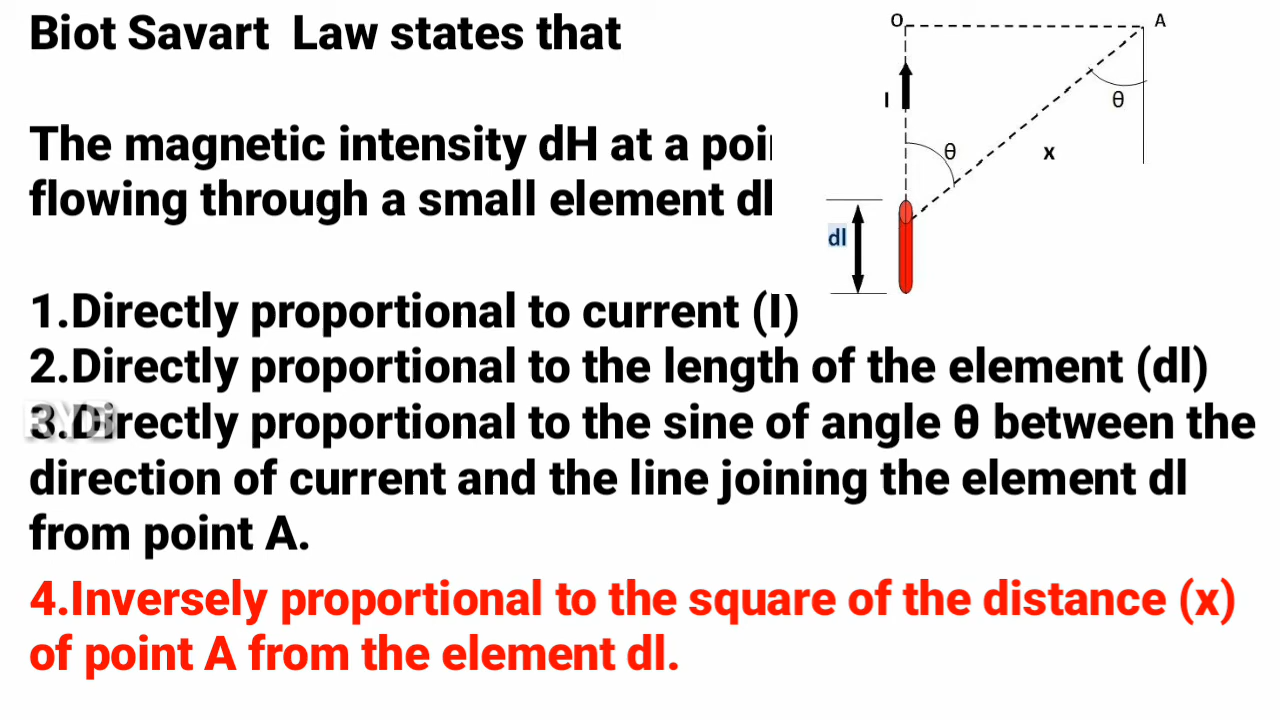 Biot Savart Law states that
The magnetic intensity dH at a poi
flowing through a small element dl
1.Directly proportional to current (I)
2.Directly proportional to the length of the element (dl)
3.Directly proportional to the sine of angle θ between the
direction of current and the line joining the element dl
from point A.
4.Inversely proportional to the square of the distance (x)
of point A from the element dl.
O
A
I
θ
θ
x
dl